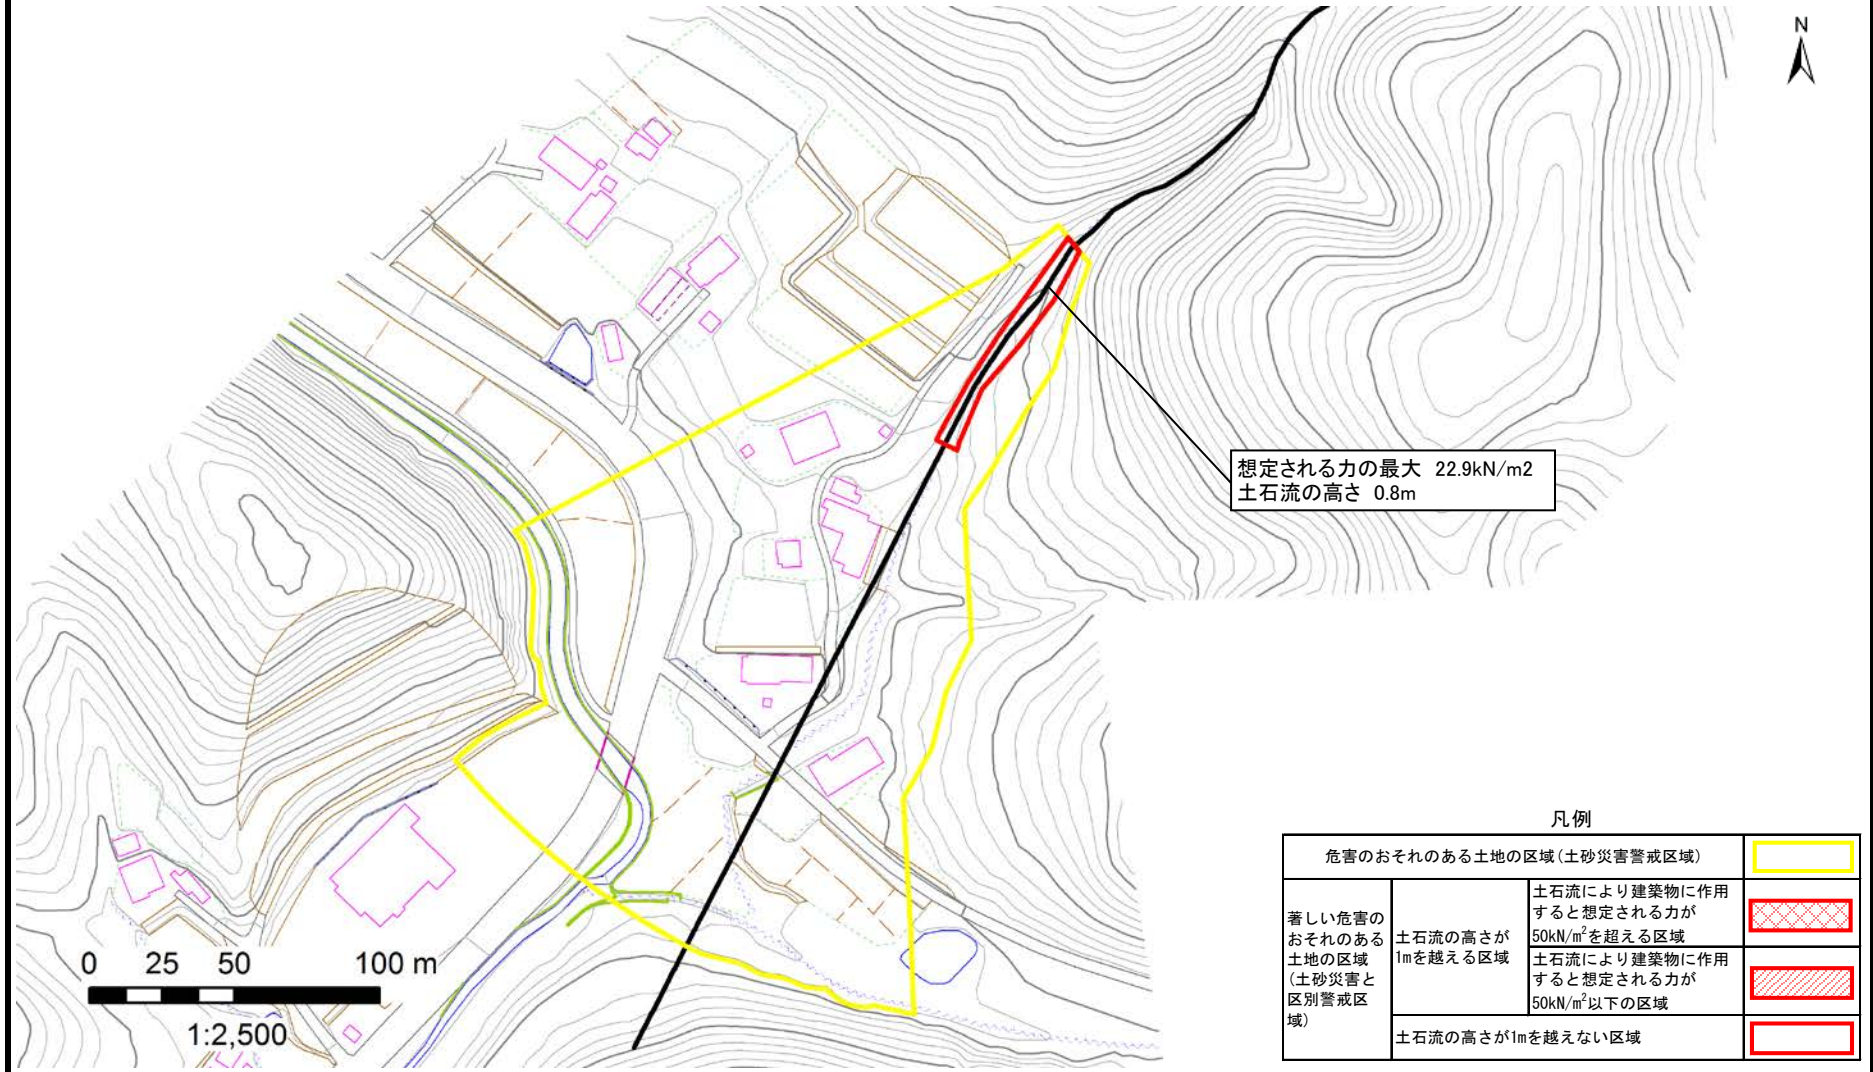 N
想定される力の最大 22.9kN/m2
土石流の高さ 0.8m
凡例
危害のおそれのある土地の区域(土砂災害警戒区域)
著しい危害の
おそれのある
土地の区域
(土砂災害と
区別警戒区
域)
土石流の高さが
1mを越える区域
土石流により建築物に作用
すると想定される力が
50kN/m²を超える区域
土石流により建築物に作用
すると想定される力が
50kN/m²以下の区域
土石流の高さが1mを越えない区域
0 25 50 100 m
1:2,500